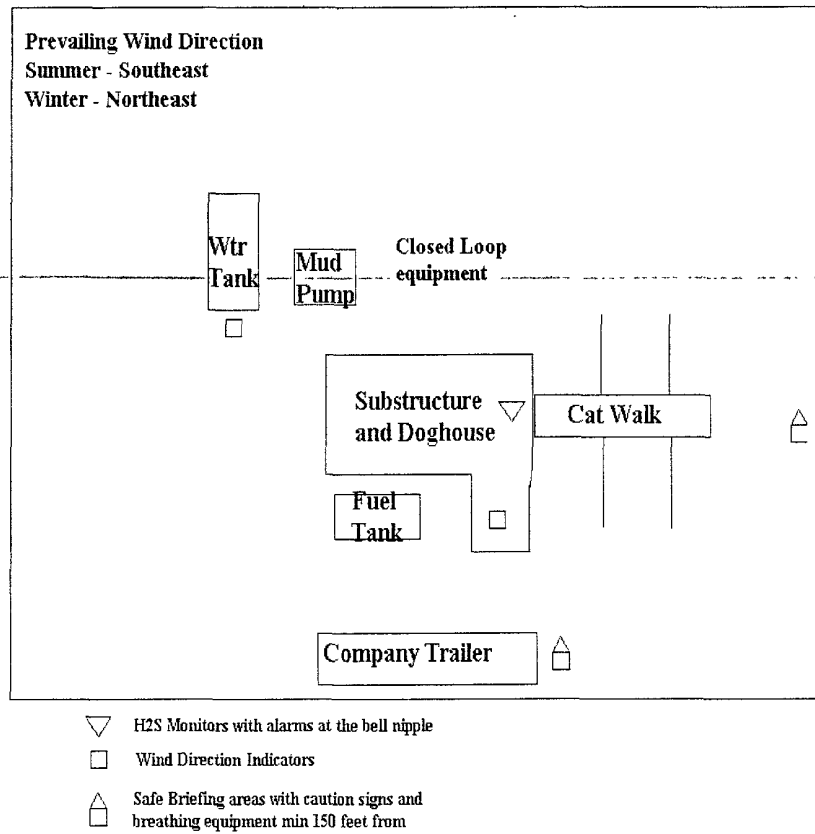 Prevailing Wind Direction
Summer - Southeast
Winter - Northeast
Wtr
Tank
Mud
Pump
Closed Loop
equipment
Substructure
and Doghouse
Cat Walk
Fuel
Tank
Company Trailer
H2S Monitors with alarms at the bell nipple
Wind Direction Indicators
Safe Briefing areas with caution signs and
breathing equipment min 150 feet from